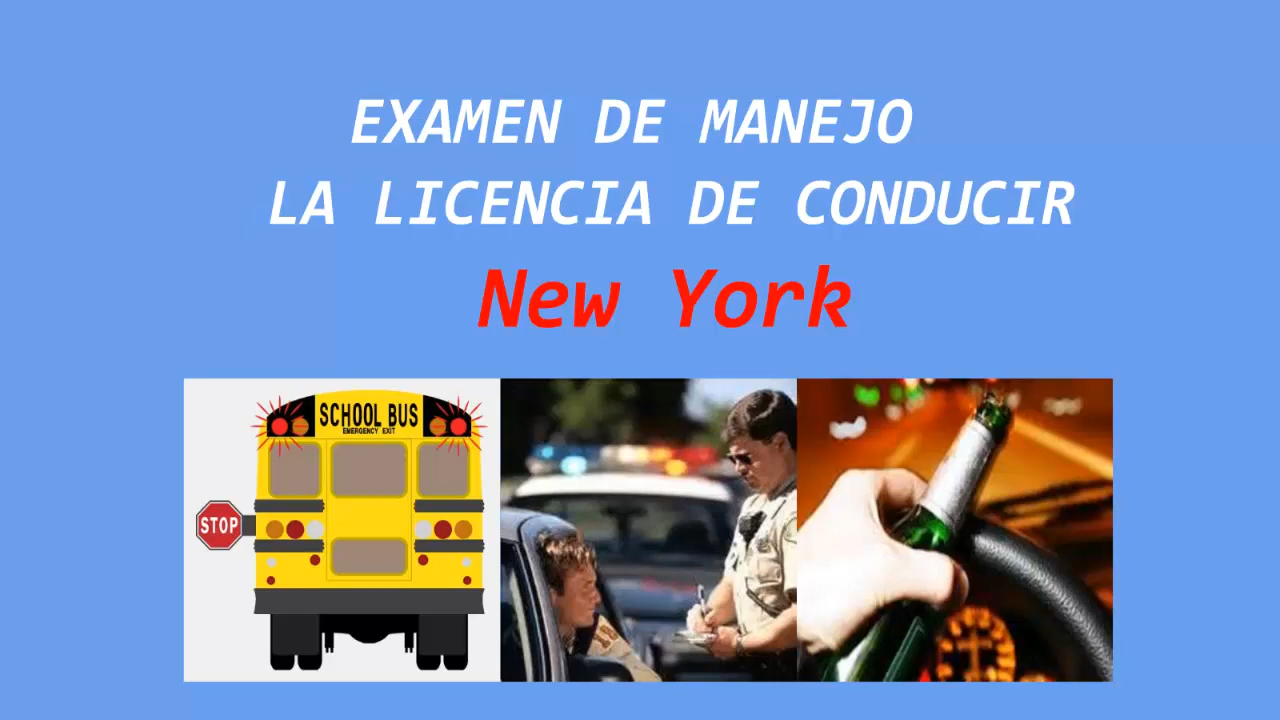 EXAMEN DE MANEJO
LA LICENCIA DE CONDUCIR
New York
SCHOOL BUS
EMERGENCY EXIT
STOP